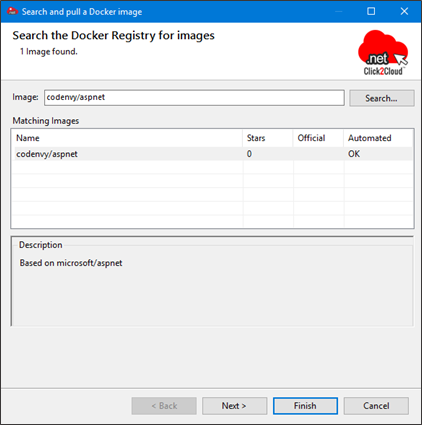 Search and pull a Docker image
Search the Docker Registry for images
1 Image found.
.net
Click2Cloud
Image: codenvy/aspnet Search...
Matching Images
Name Stars Official Automated
codenvy/aspnet 0 OK
Description
Based on microsoft/aspnet
< Back Next > Finish Cancel